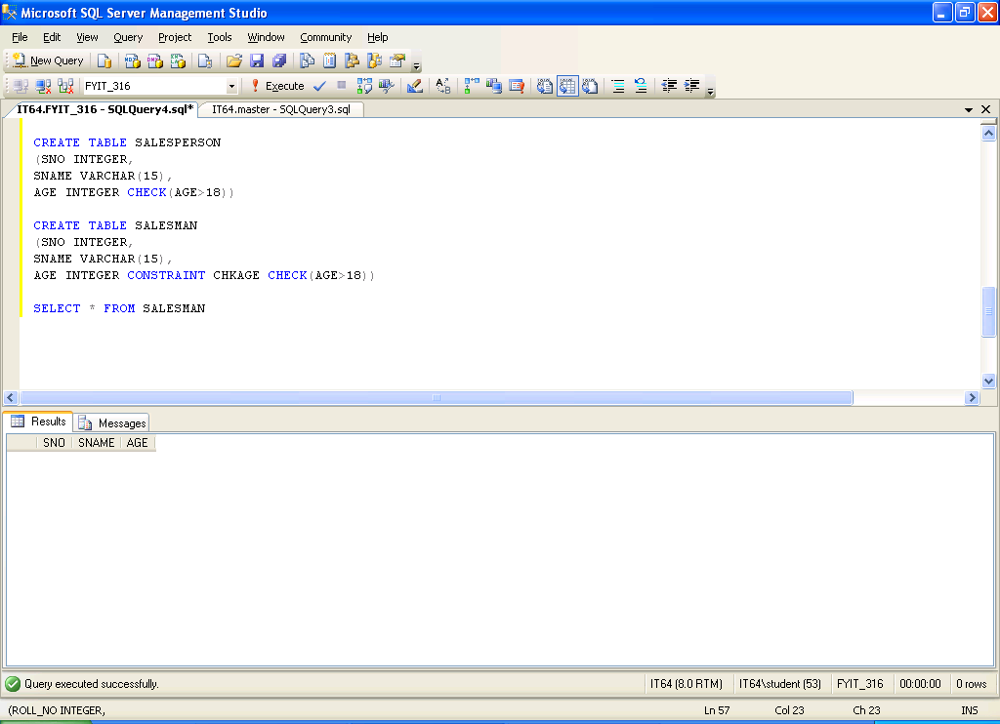 Microsoft SQL Server Management Studio
File Edit View Query Project Tools Window Community Help
New Query
FYIT_316 Execute
IT64.FYIT_316 - SQLQuery4.sql* IT64.master - SQLQuery3.sql
CREATE TABLE SALESPERSON
(SNO INTEGER,
SNAME VARCHAR(15),
AGE INTEGER CHECK(AGE>18))
CREATE TABLE SALESMAN
(SNO INTEGER,
SNAME VARCHAR(15),
AGE INTEGER CONSTRAINT CHKAGE CHECK(AGE>18))
SELECT * FROM SALESMAN
Results Messages
SNO SNAME AGE
Query executed successfully. IT64 (8.0 RTM) IT64\student (53) FYIT_316 00:00:00 0 rows
(ROLL_NO INTEGER, Ln 57 Col 23 Ch 23 INS